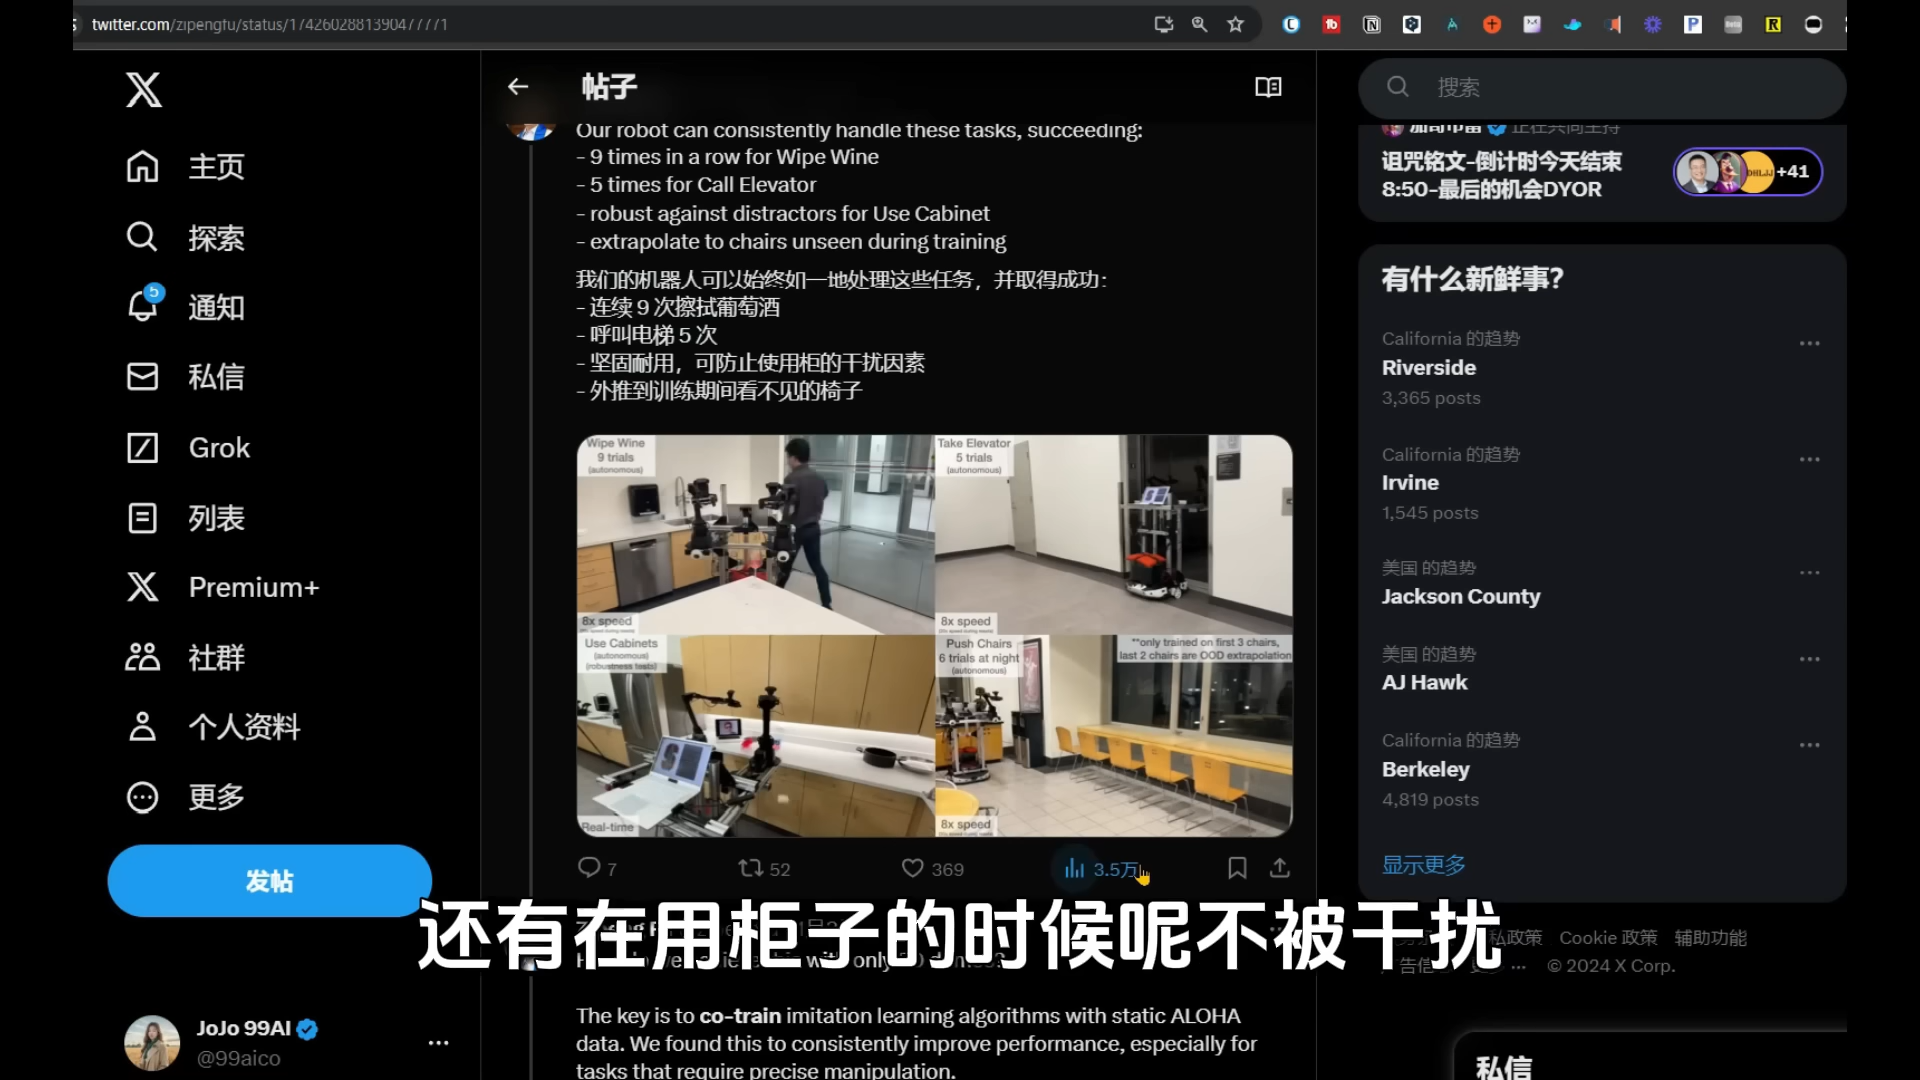 twitter.com/zipengfu/status/1742602881390477771
主页
探索
5
通知
私信
Grok
列表
Premium+
社群
个人资料
更多
发帖
JoJo 99AI
@99aico
帖子
Our robot can consistently handle these tasks, succeeding:
- 9 times in a row for Wipe Wine
- 5 times for Call Elevator
- robust against distractors for Use Cabinet
- extrapolate to chairs unseen during training
我们的机器人可以始终如一地处理这些任务，并取得成功：
- 连续 9 次擦拭葡萄酒
- 呼叫电梯 5 次
- 坚固耐用，可防止使用柜的干扰因素
- 外推到训练期间看不见的椅子
Wipe Wine
9 trials
(autonomous)
8x speed
Take Elevator
5 trials
(autonomous)
8x speed
Use Cabinets
(autonomous)
(robustness tests)
Real-time
Push Chairs
6 trials at night
(autonomous)
**only trained on first 3 chairs,
last 2 chairs are OOD extrapolation
8x speed
7
52
369
3.5万
还有在用柜子的时候呢不被干扰
The key is to co-train imitation learning algorithms with static ALOHA
data. We found this to consistently improve performance, especially for
tasks that require precise manipulation.
搜索
正在共同主持
诅咒铭文-倒计时今天结束
8:50-最后的机会DYOR
+41
有什么新鲜事？
California 的趋势
Riverside
3,365 posts
California 的趋势
Irvine
1,545 posts
美国 的趋势
Jackson County
美国 的趋势
AJ Hawk
California 的趋势
Berkeley
4,819 posts
显示更多
私政策 Cookie 政策 辅助功能
© 2024 X Corp.
私信